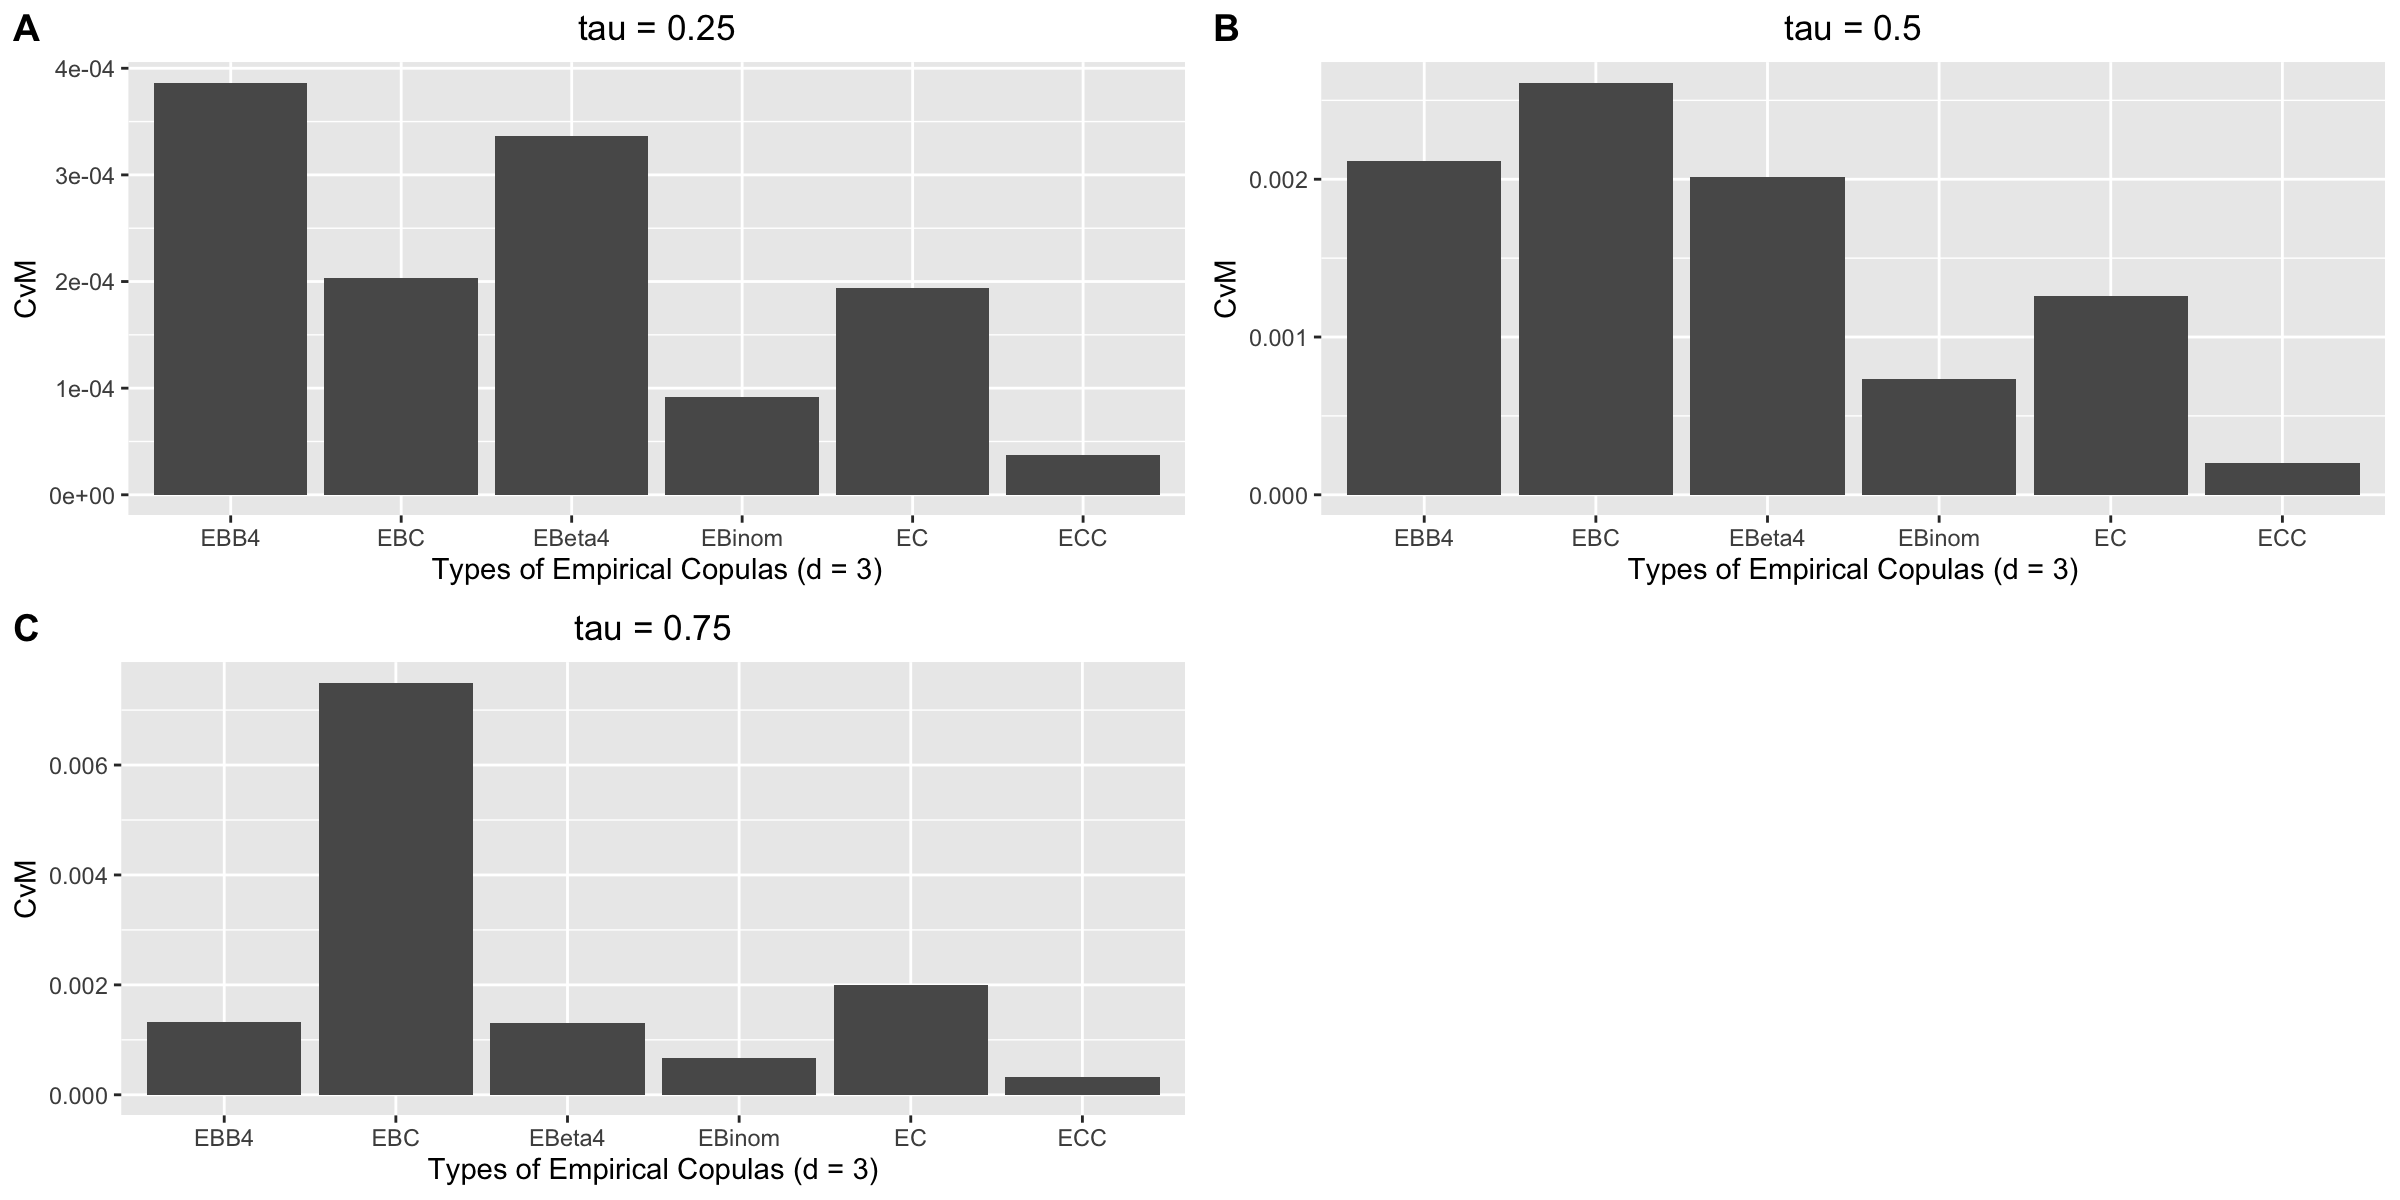 A
tau = 0.25
CvM
4e-04
3e-04
2e-04
1e-04
0e+00
EBB4 EBC EBeta4 EBinom EC ECC
Types of Empirical Copulas (d = 3)
B
tau = 0.5
CvM
0.002
0.001
0.000
EBB4 EBC EBeta4 EBinom EC ECC
Types of Empirical Copulas (d = 3)
C
tau = 0.75
CvM
0.006
0.004
0.002
0.000
EBB4 EBC EBeta4 EBinom EC ECC
Types of Empirical Copulas (d = 3)